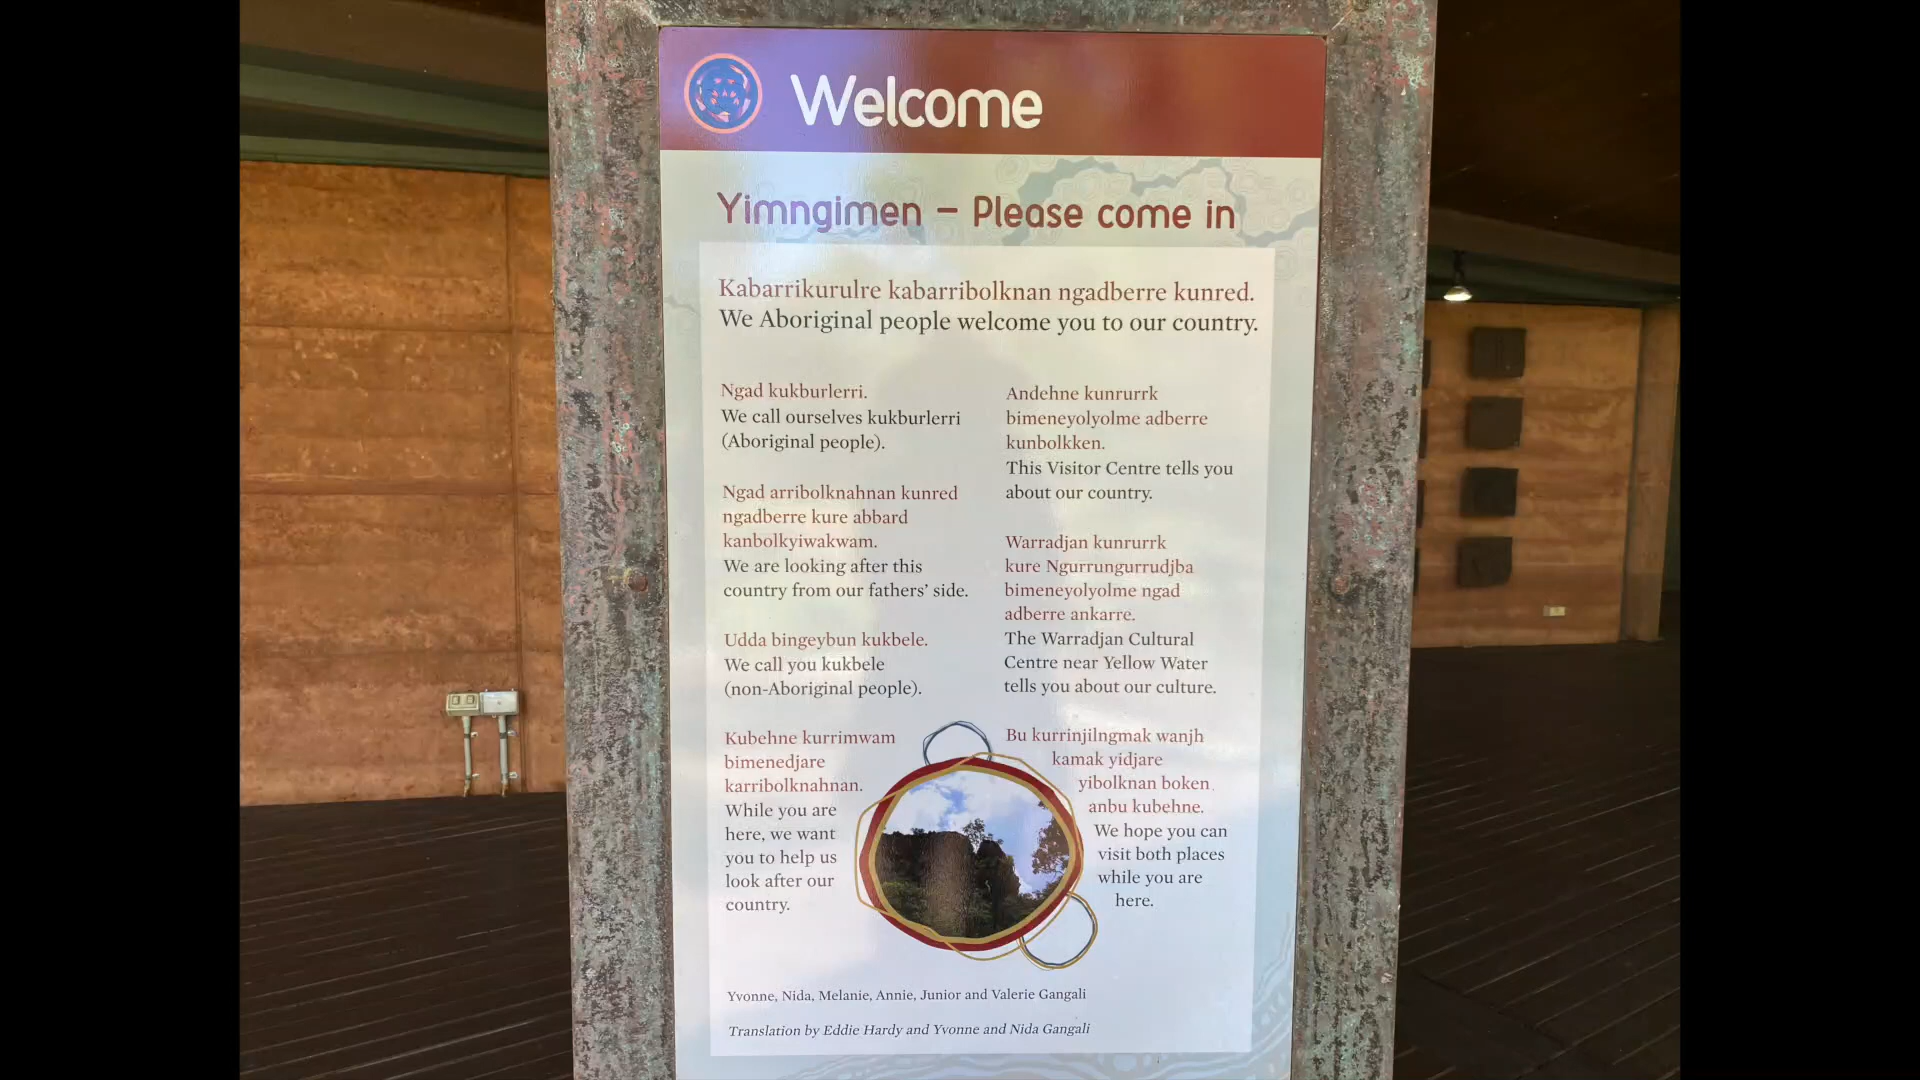 Welcome
Yimngimen – Please come in
Kabarrikurulre kabarribolknan ngadberre kunred.
We Aboriginal people welcome you to our country.
Ngad kukburlerri.
We call ourselves kukburlerri
(Aboriginal people).
Ngad arribolknahnan kunred
ngadberre kure abbard
kanbolkyiwakwam.
We are looking after this
country from our fathers’ side.
Udda bingeybun kukbele.
We call you kukbele
(non-Aboriginal people).
Kubehne kurrimwam
bimenedjare
karribolknahnan.
While you are
here, we want
you to help us
look after our
country.
Andehne kunrurrk
bimeneyolyolme adberre
kunbolkken.
This Visitor Centre tells you
about our country.
Warradjan kunrurrk
kure Ngurrungurrudjba
bimeneyolyolme ngad
adberre ankarre.
The Warradjan Cultural
Centre near Yellow Water
tells you about our culture.
Bu kurrinjilngmak wanjh
kamak yidjare
yibolknan boken
anbu kubehne.
We hope you can
visit both places
while you are
here.
Yvonne, Nida, Melanie, Annie, Junior and Valerie Gangali
Translation by Eddie Hardy and Yvonne and Nida Gangali